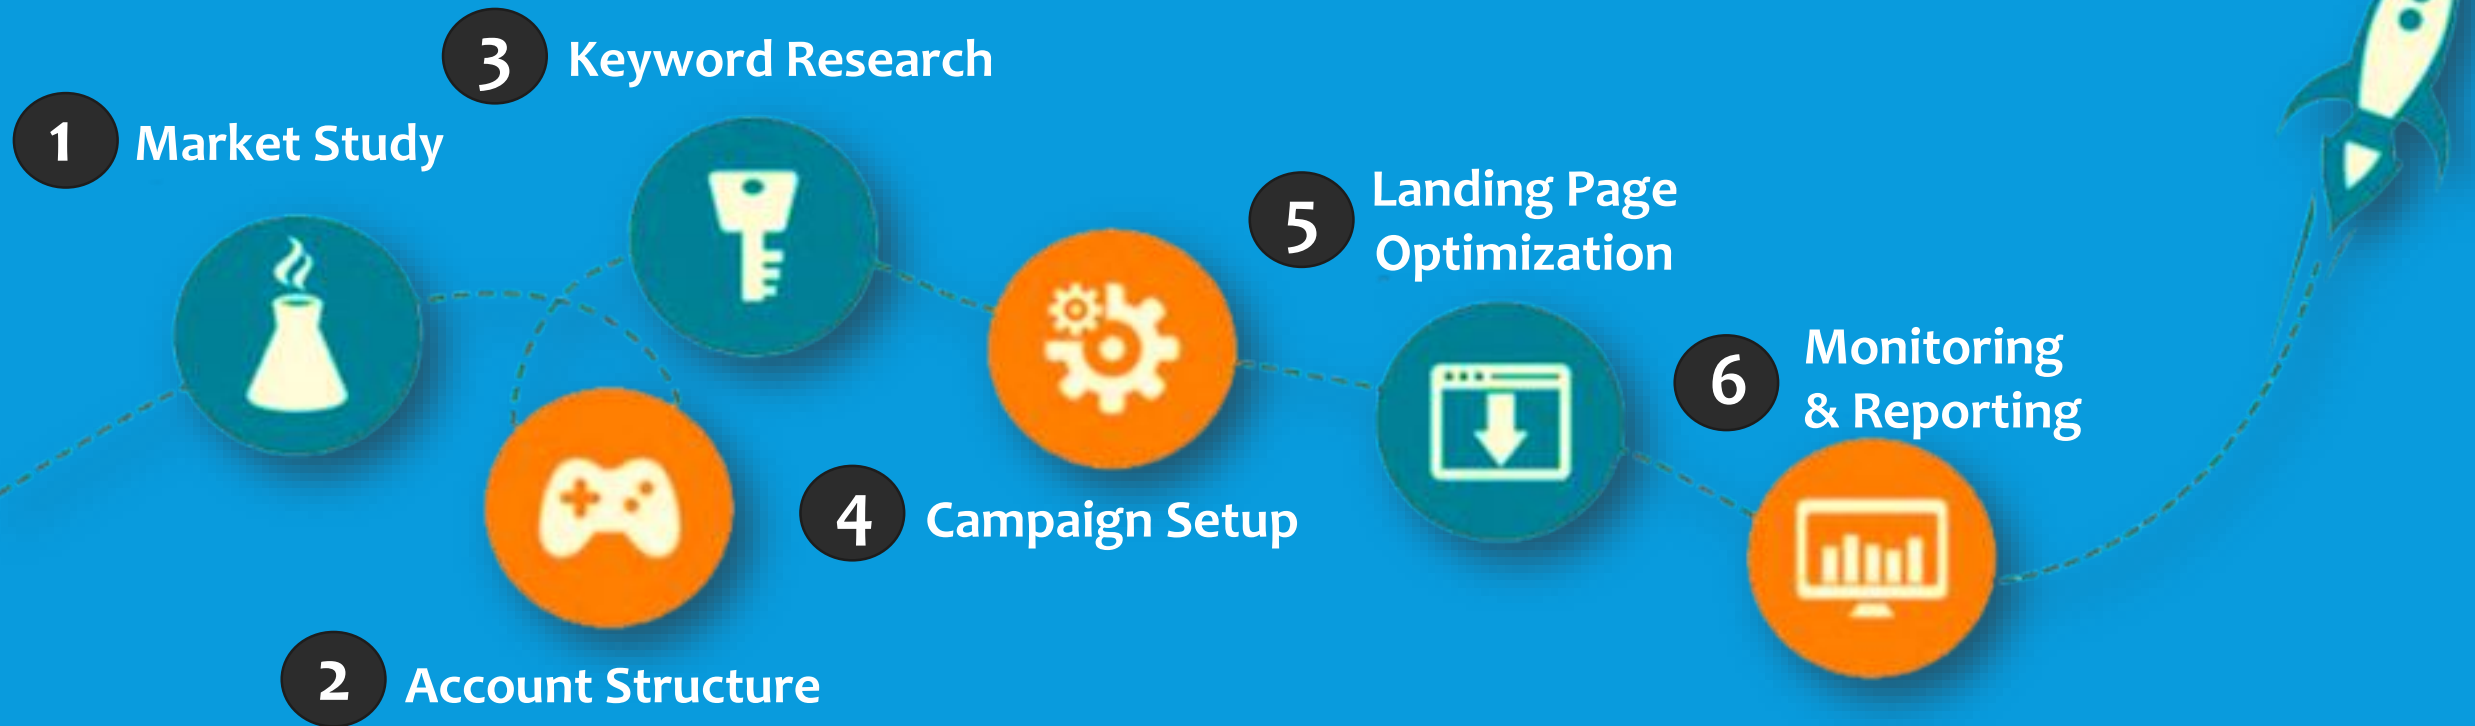 1 Market Study
2 Account Structure
3 Keyword Research
4 Campaign Setup
5 Landing Page
Optimization
6 Monitoring
& Reporting